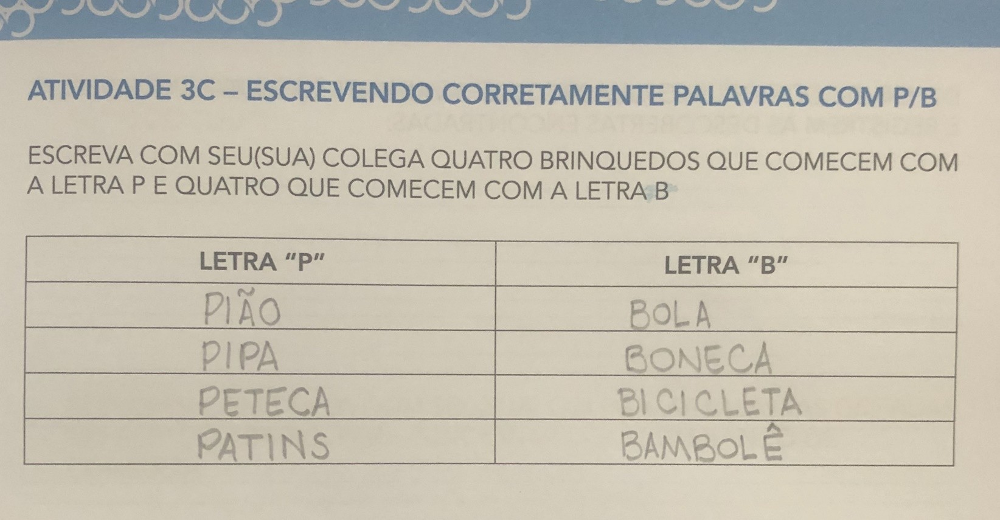 ATIVIDADE 3C – ESCREVENDO CORRETAMENTE PALAVRAS COM P/B
ESCREVA COM SEU(SUA) COLEGA QUATRO BRINQUEDOS QUE COMECEM COM
A LETRA P E QUATRO QUE COMECEM COM A LETRA B
LETRA "P" LETRA "B"
PIÃO BOLA
PIPA BONECA
PETECA BICICLETA
PATINS BAMBOLÊ